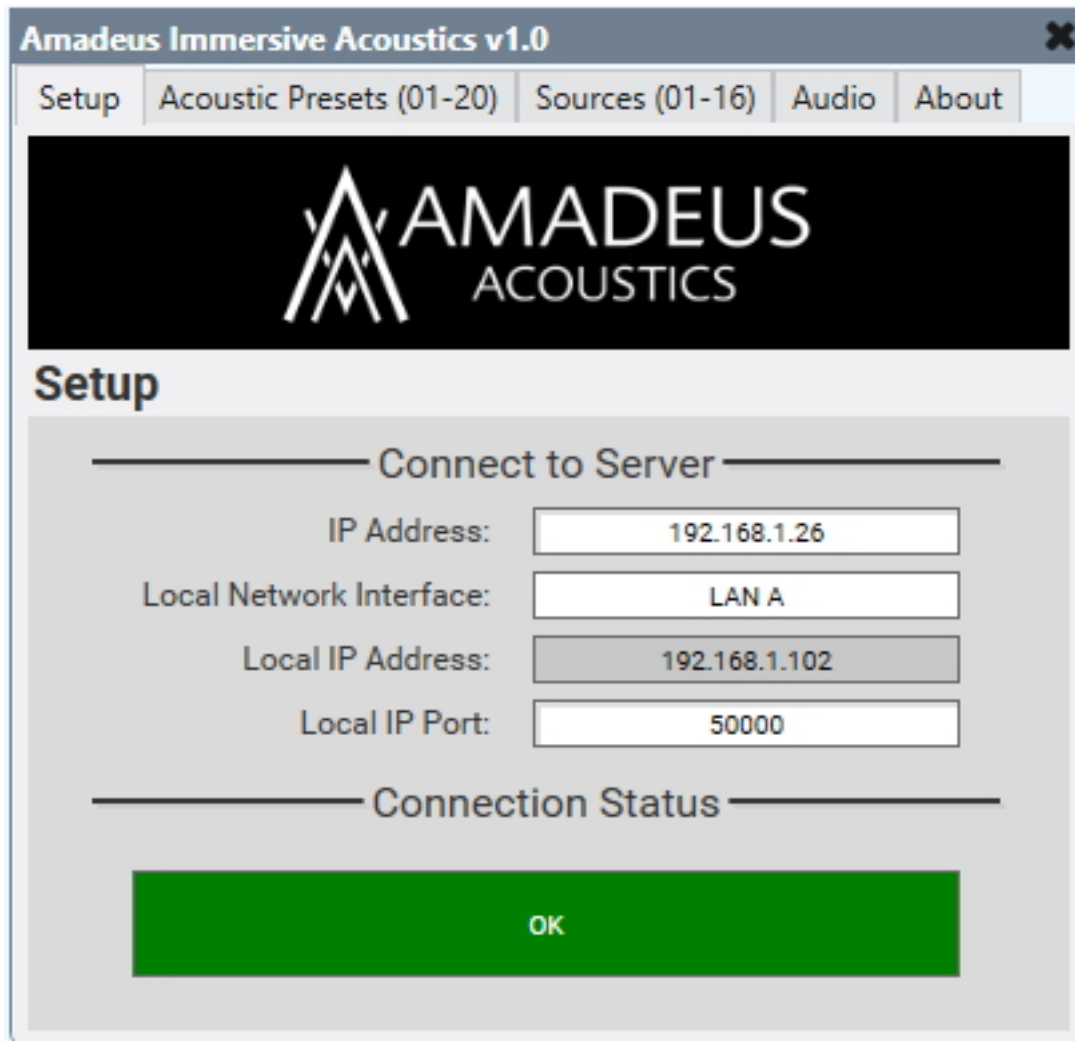 Amadeus Immersive Acoustics v1.0
Setup Acoustic Presets (01-20) Sources (01-16) Audio About
AMADEUS
ACOUSTICS
Setup
Connect to Server
IP Address: 192.168.1.26
Local Network Interface: LAN A
Local IP Address: 192.168.1.102
Local IP Port: 50000
Connection Status
OK